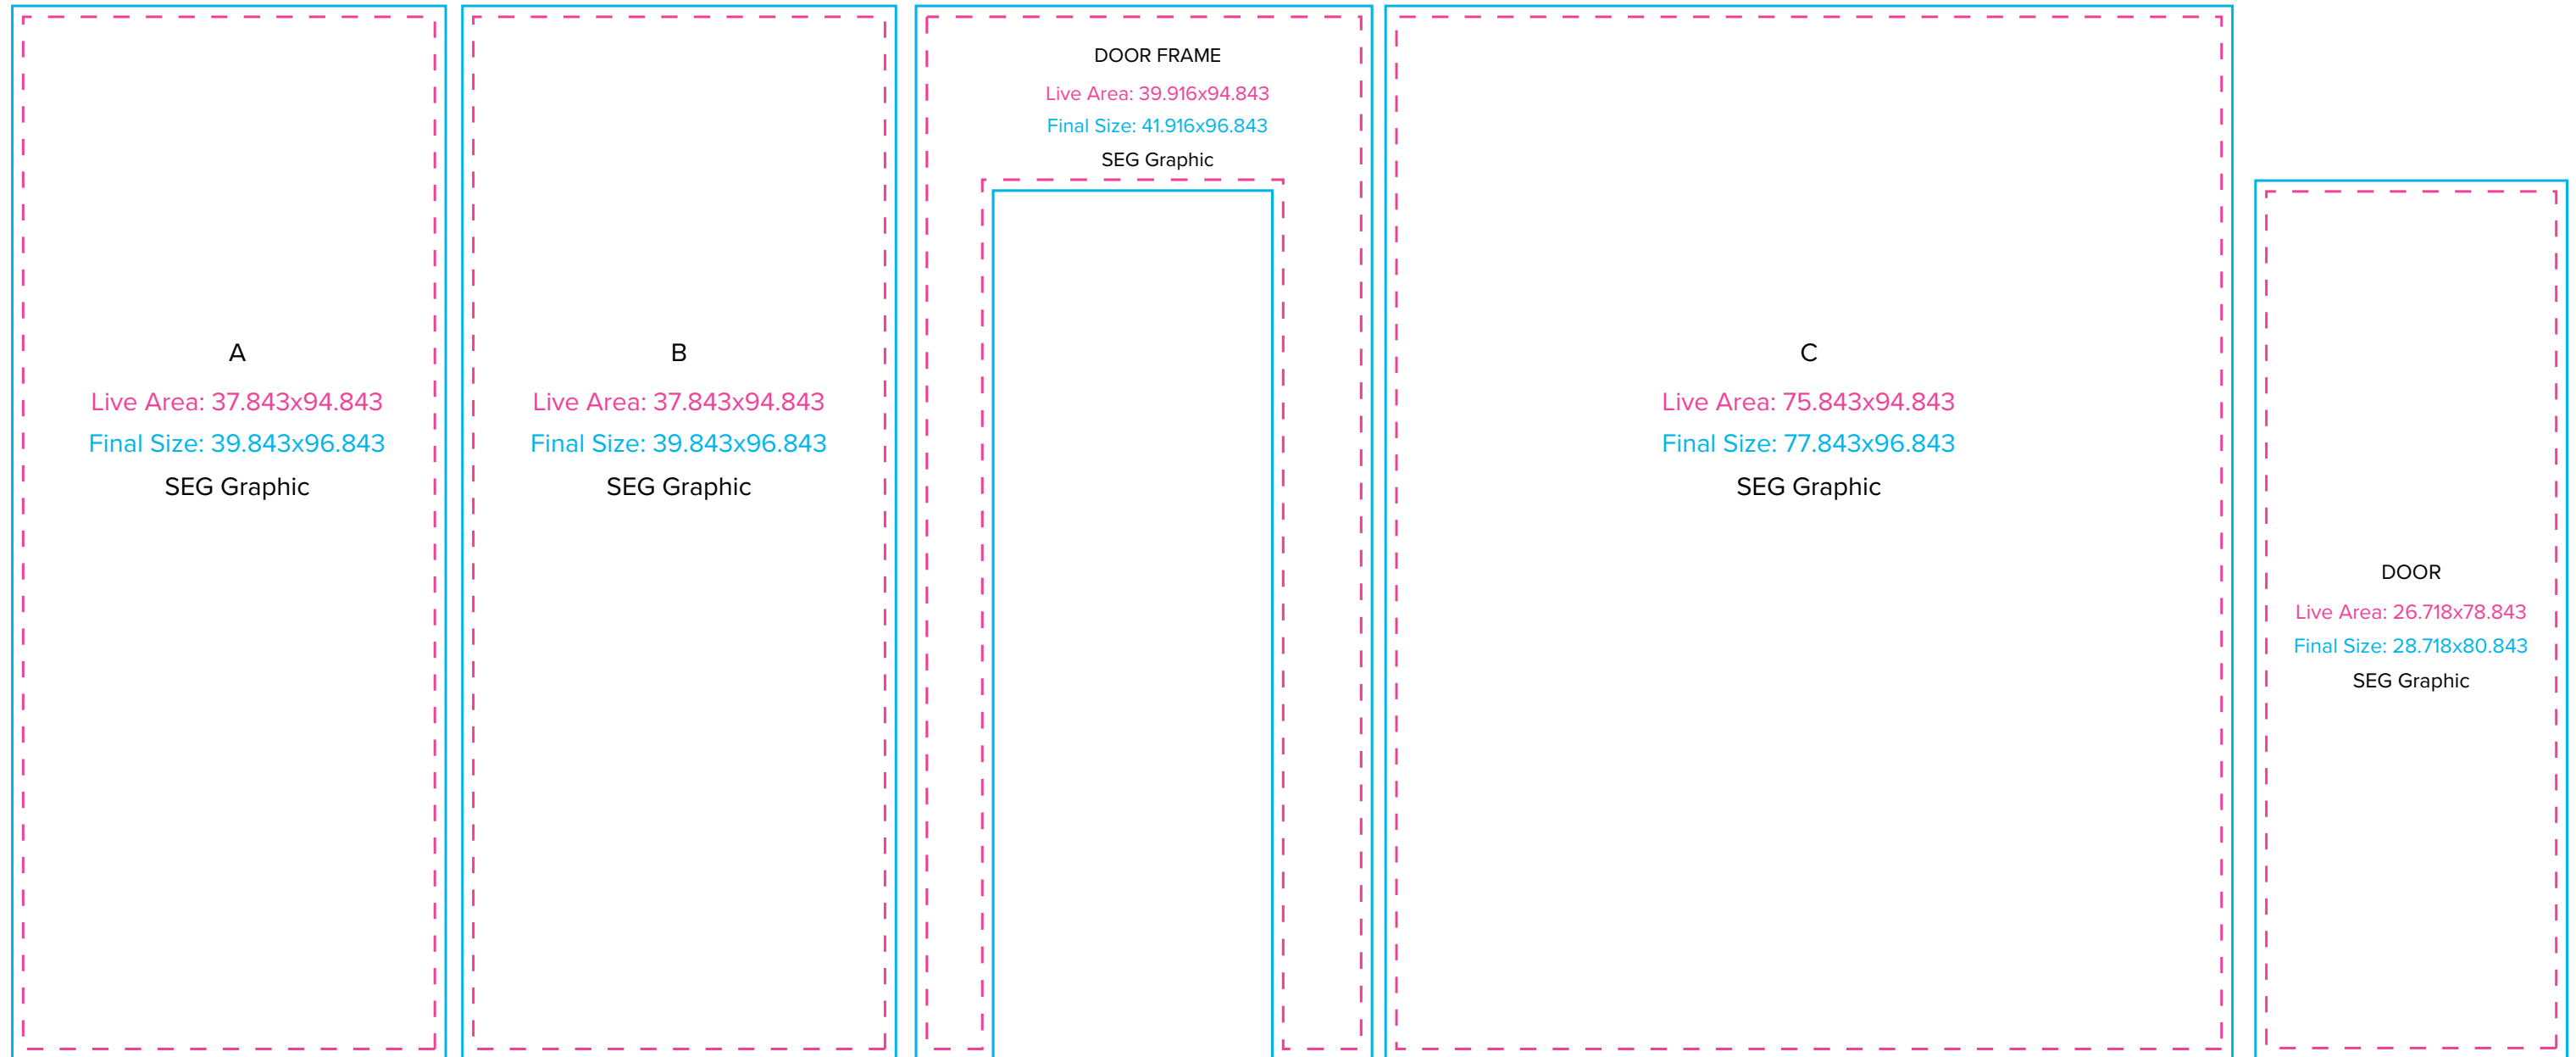 A
Live Area: 37.843x94.843
Final Size: 39.843x96.843
SEG Graphic
B
Live Area: 37.843x94.843
Final Size: 39.843x96.843
SEG Graphic
DOOR FRAME
Live Area: 39.916x94.843
Final Size: 41.916x96.843
SEG Graphic
C
Live Area: 75.843x94.843
Final Size: 77.843x96.843
SEG Graphic
DOOR
Live Area: 26.718x78.843
Final Size: 28.718x80.843
SEG Graphic